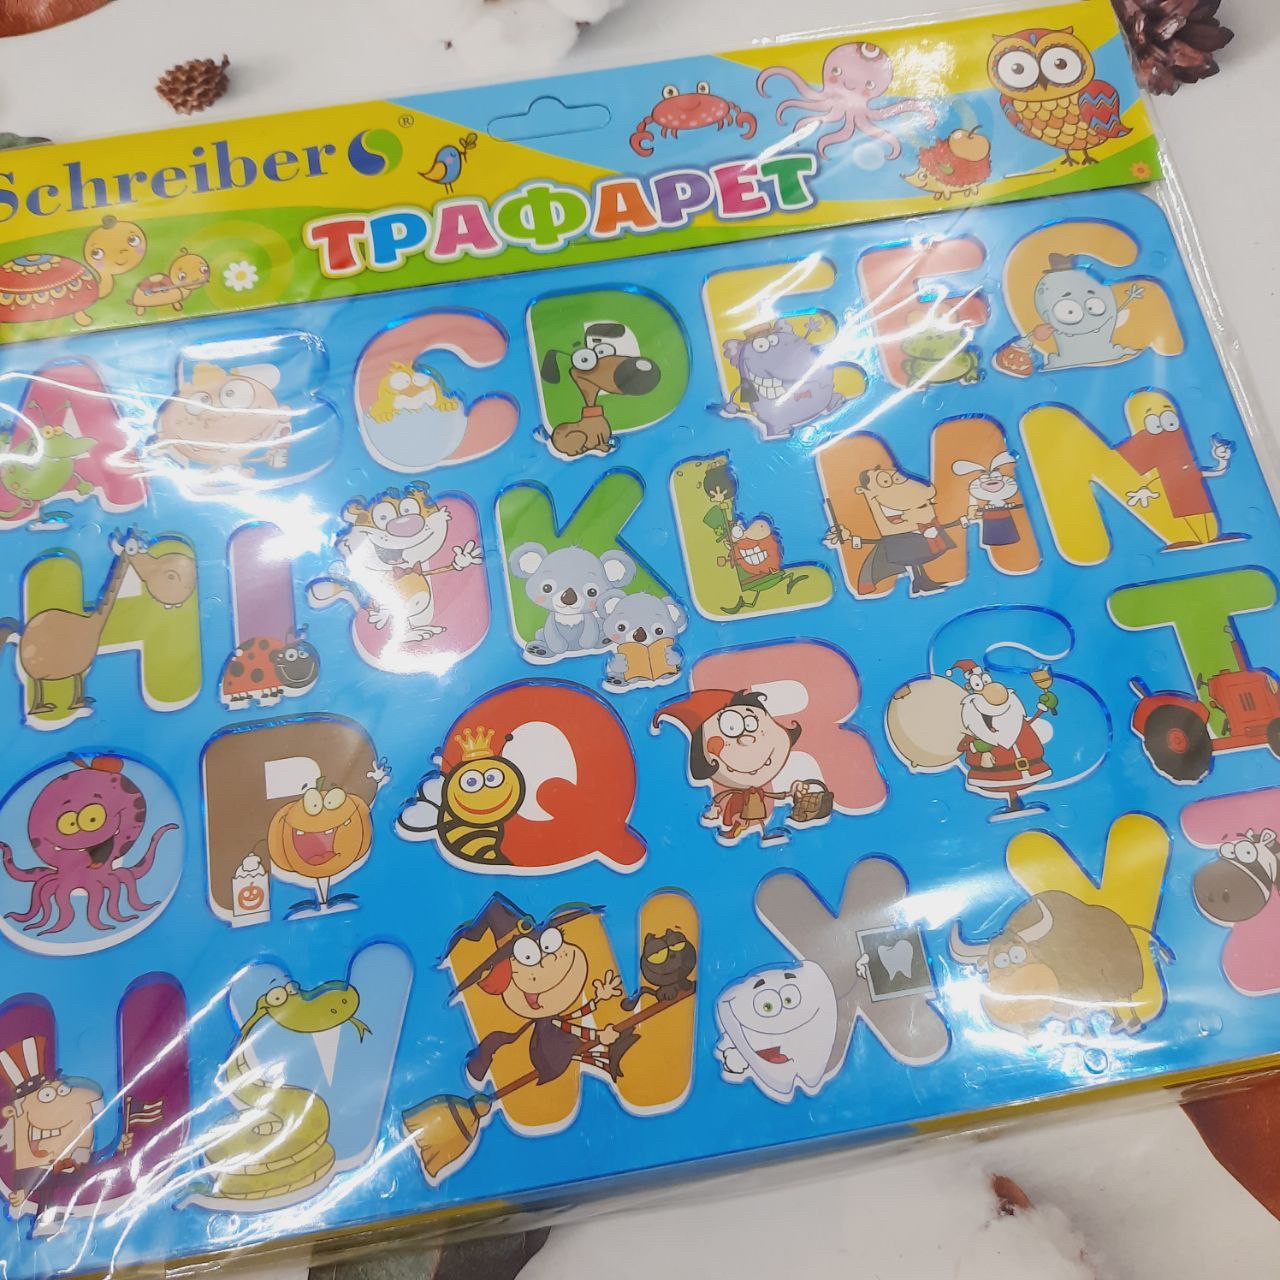 Schreiber®
ТРАФАРЕТ
A B C D E F G
H I J K L M N
O P Q R S T
U V W X Y Z